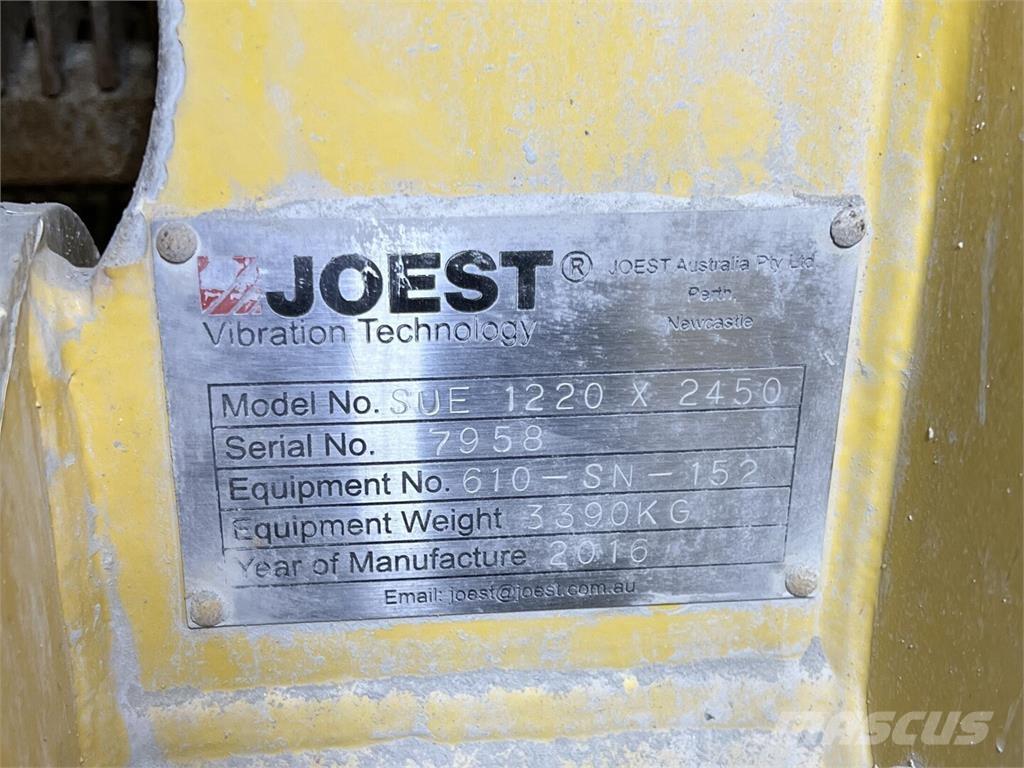 JOEST® JOEST Australia Pty Ltd
Vibration Technology
Perth,
Newcastle
Model No. SUE 1220 X 2450
Serial No. 7958
Equipment No. 610-SN-152
Equipment Weight 3390KG
Year of Manufacture 2016
Email: joest@joest.com.au
MASCUS